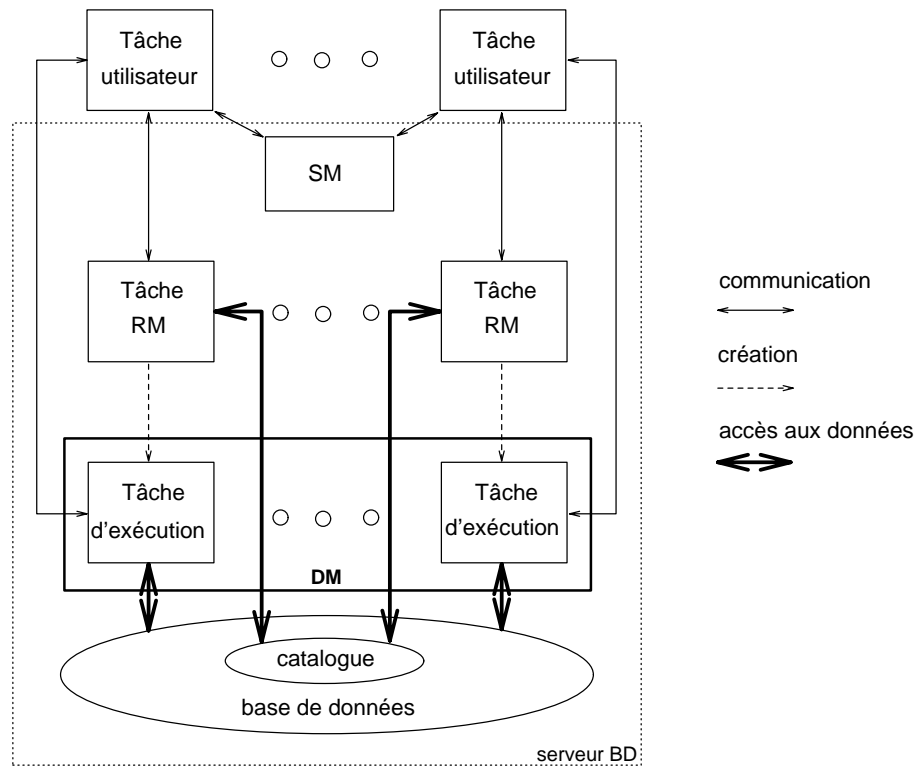 Tâche
utilisateur
Tâche
utilisateur
SM
Tâche
RM
Tâche
RM
communication
création
accès aux données
Tâche
d'exécution
Tâche
d'exécution
DM
catalogue
base de données
serveur BD